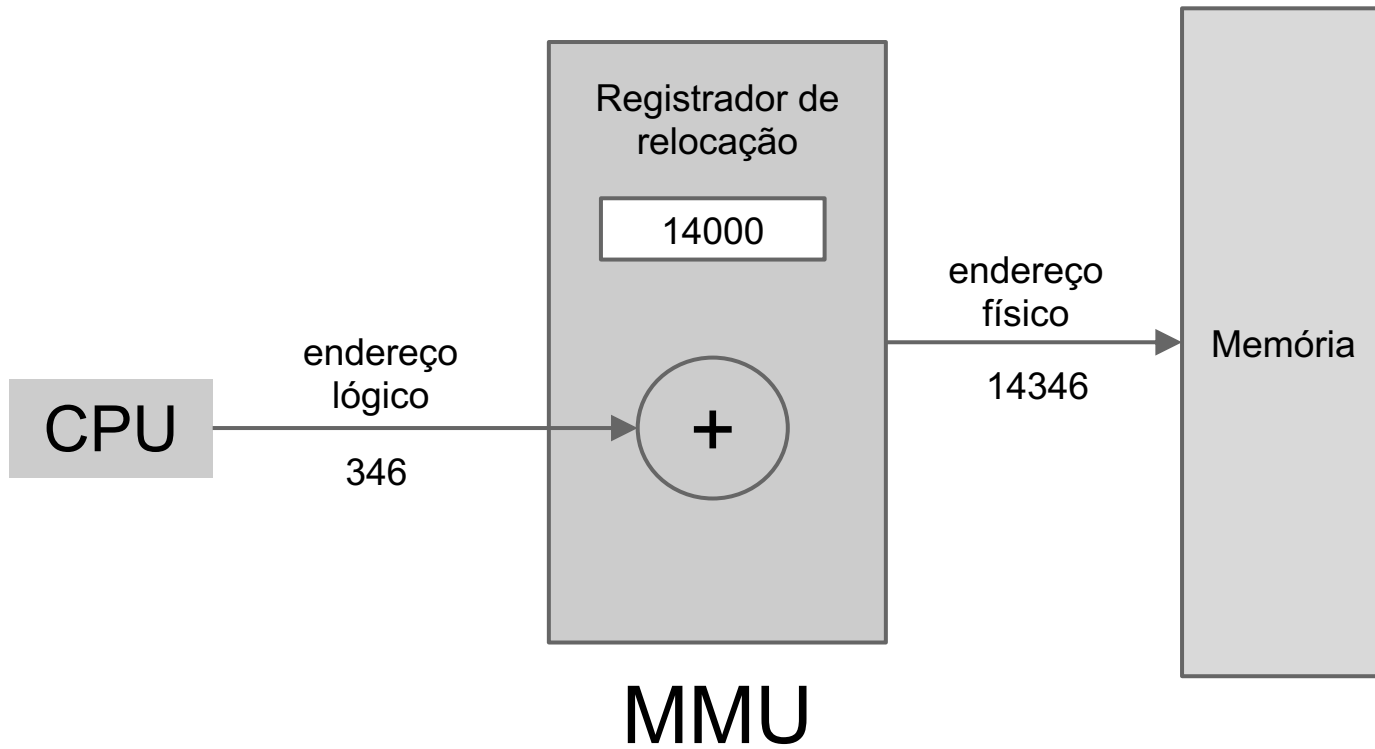 Registrador de
relocação
14000
endereço
físico
14346
Memória
endereço
lógico
346
CPU
+
MMU